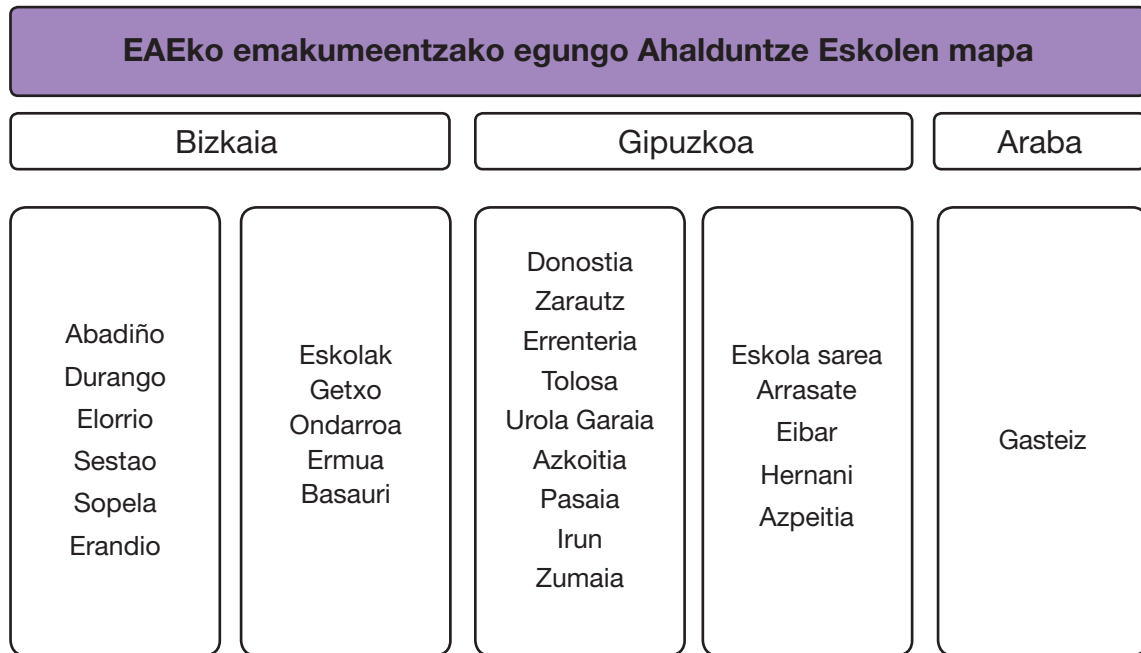 EAEko emakumeentzako egungo Ahalduntze Eskolen mapa
Bizkaia
Gipuzkoa
Araba
Abadiño
Durango
Elorrio
Sestao
Sopela
Erandio
Eskolak
Getxo
Ondarroa
Ermua
Basauri
Donostia
Zarautz
Errenteria
Tolosa
Urola Garaia
Azkoitia
Pasaia
Irun
Zumaia
Eskola sarea
Arrasate
Eibar
Hernani
Azpeitia
Gasteiz